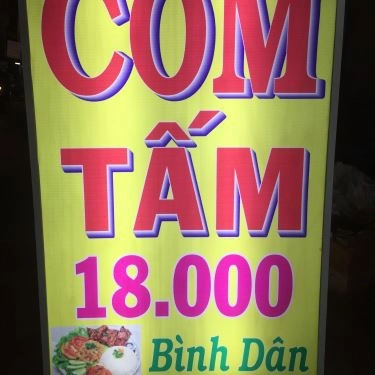 COM
TẤM
18.000
Bình Dân